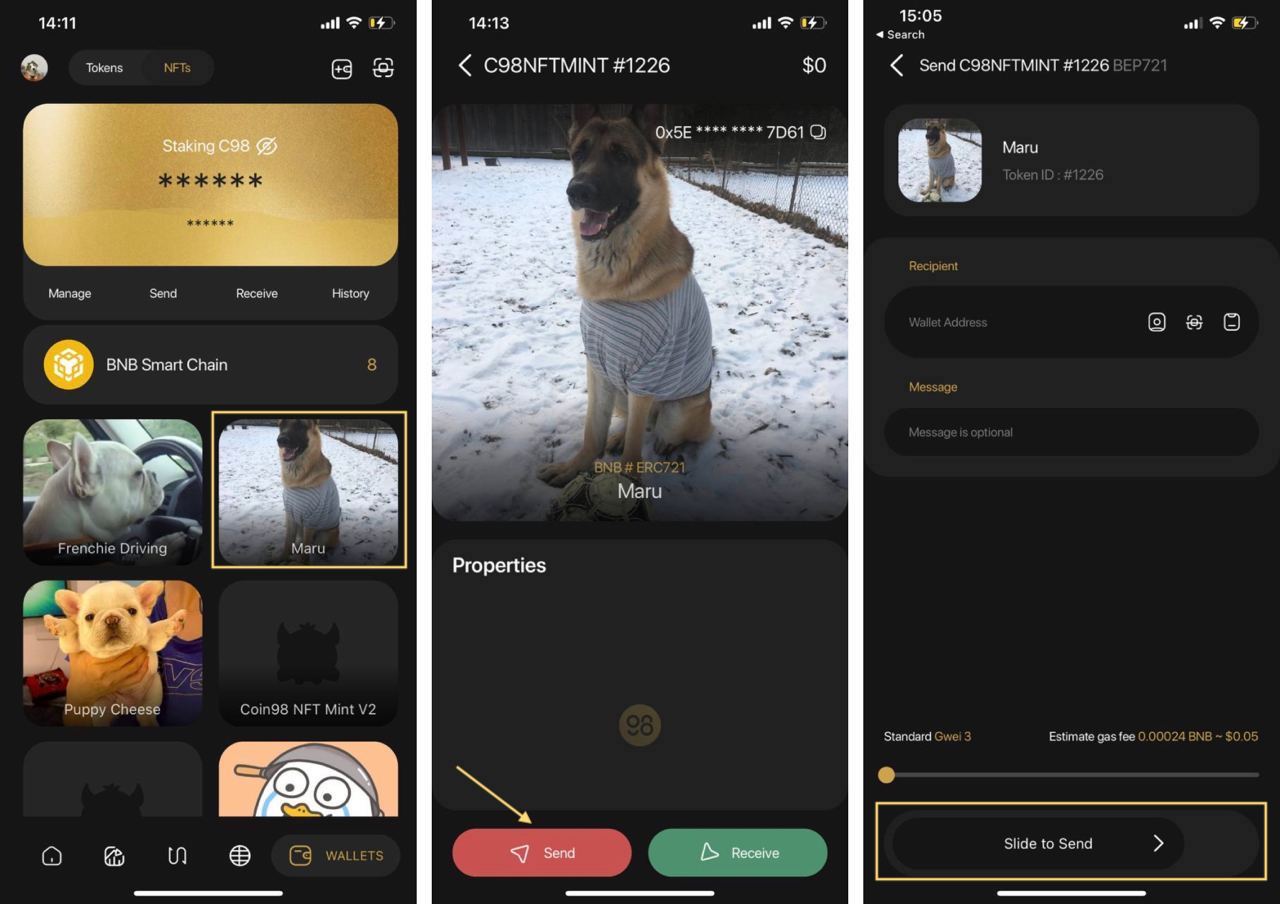 14:11
Tokens
NFTs
Staking C98
******
******
Manage
Send
Receive
History
BNB Smart Chain
8
Frenchie Driving
Maru
Puppy Cheese
Coin98 NFT Mint V2
WALLETS
14:13
C98NFTMINT #1226
$0
0x5E **** **** 7D61
BNB # ERC721
Maru
Properties
98
Send
Receive
15:05
Search
Send C98NFTMINT #1226 BEP721
Maru
Token ID : #1226
Recipient
Wallet Address
Message
Message is optional
Standard Gwei 3
Estimate gas fee 0.00024 BNB ~ $0.05
Slide to Send